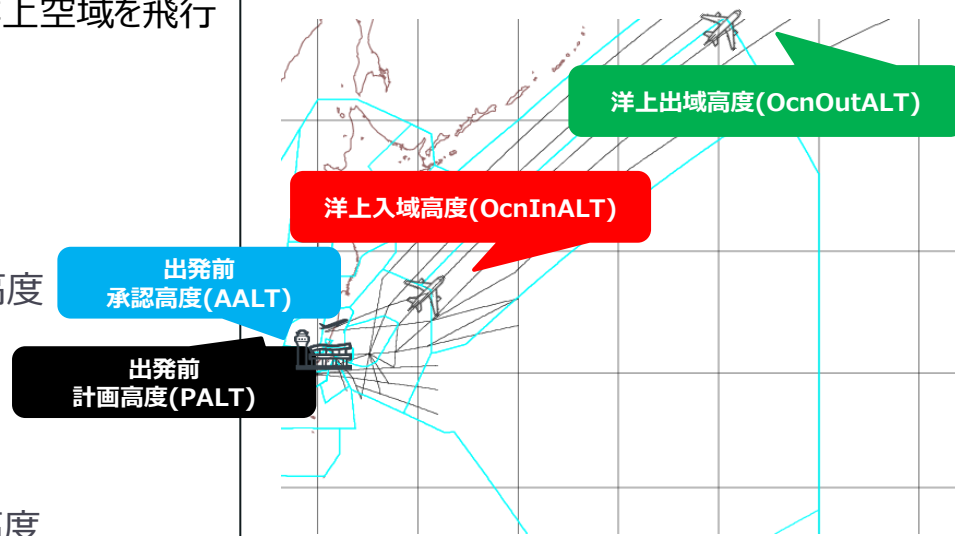 上空域を飛行
洋上出域高度(OcnOutALT)
洋上入域高度(OcnInALT)
出発前
承認高度(AALT)
高度
出発前
計画高度(PALT)
高度